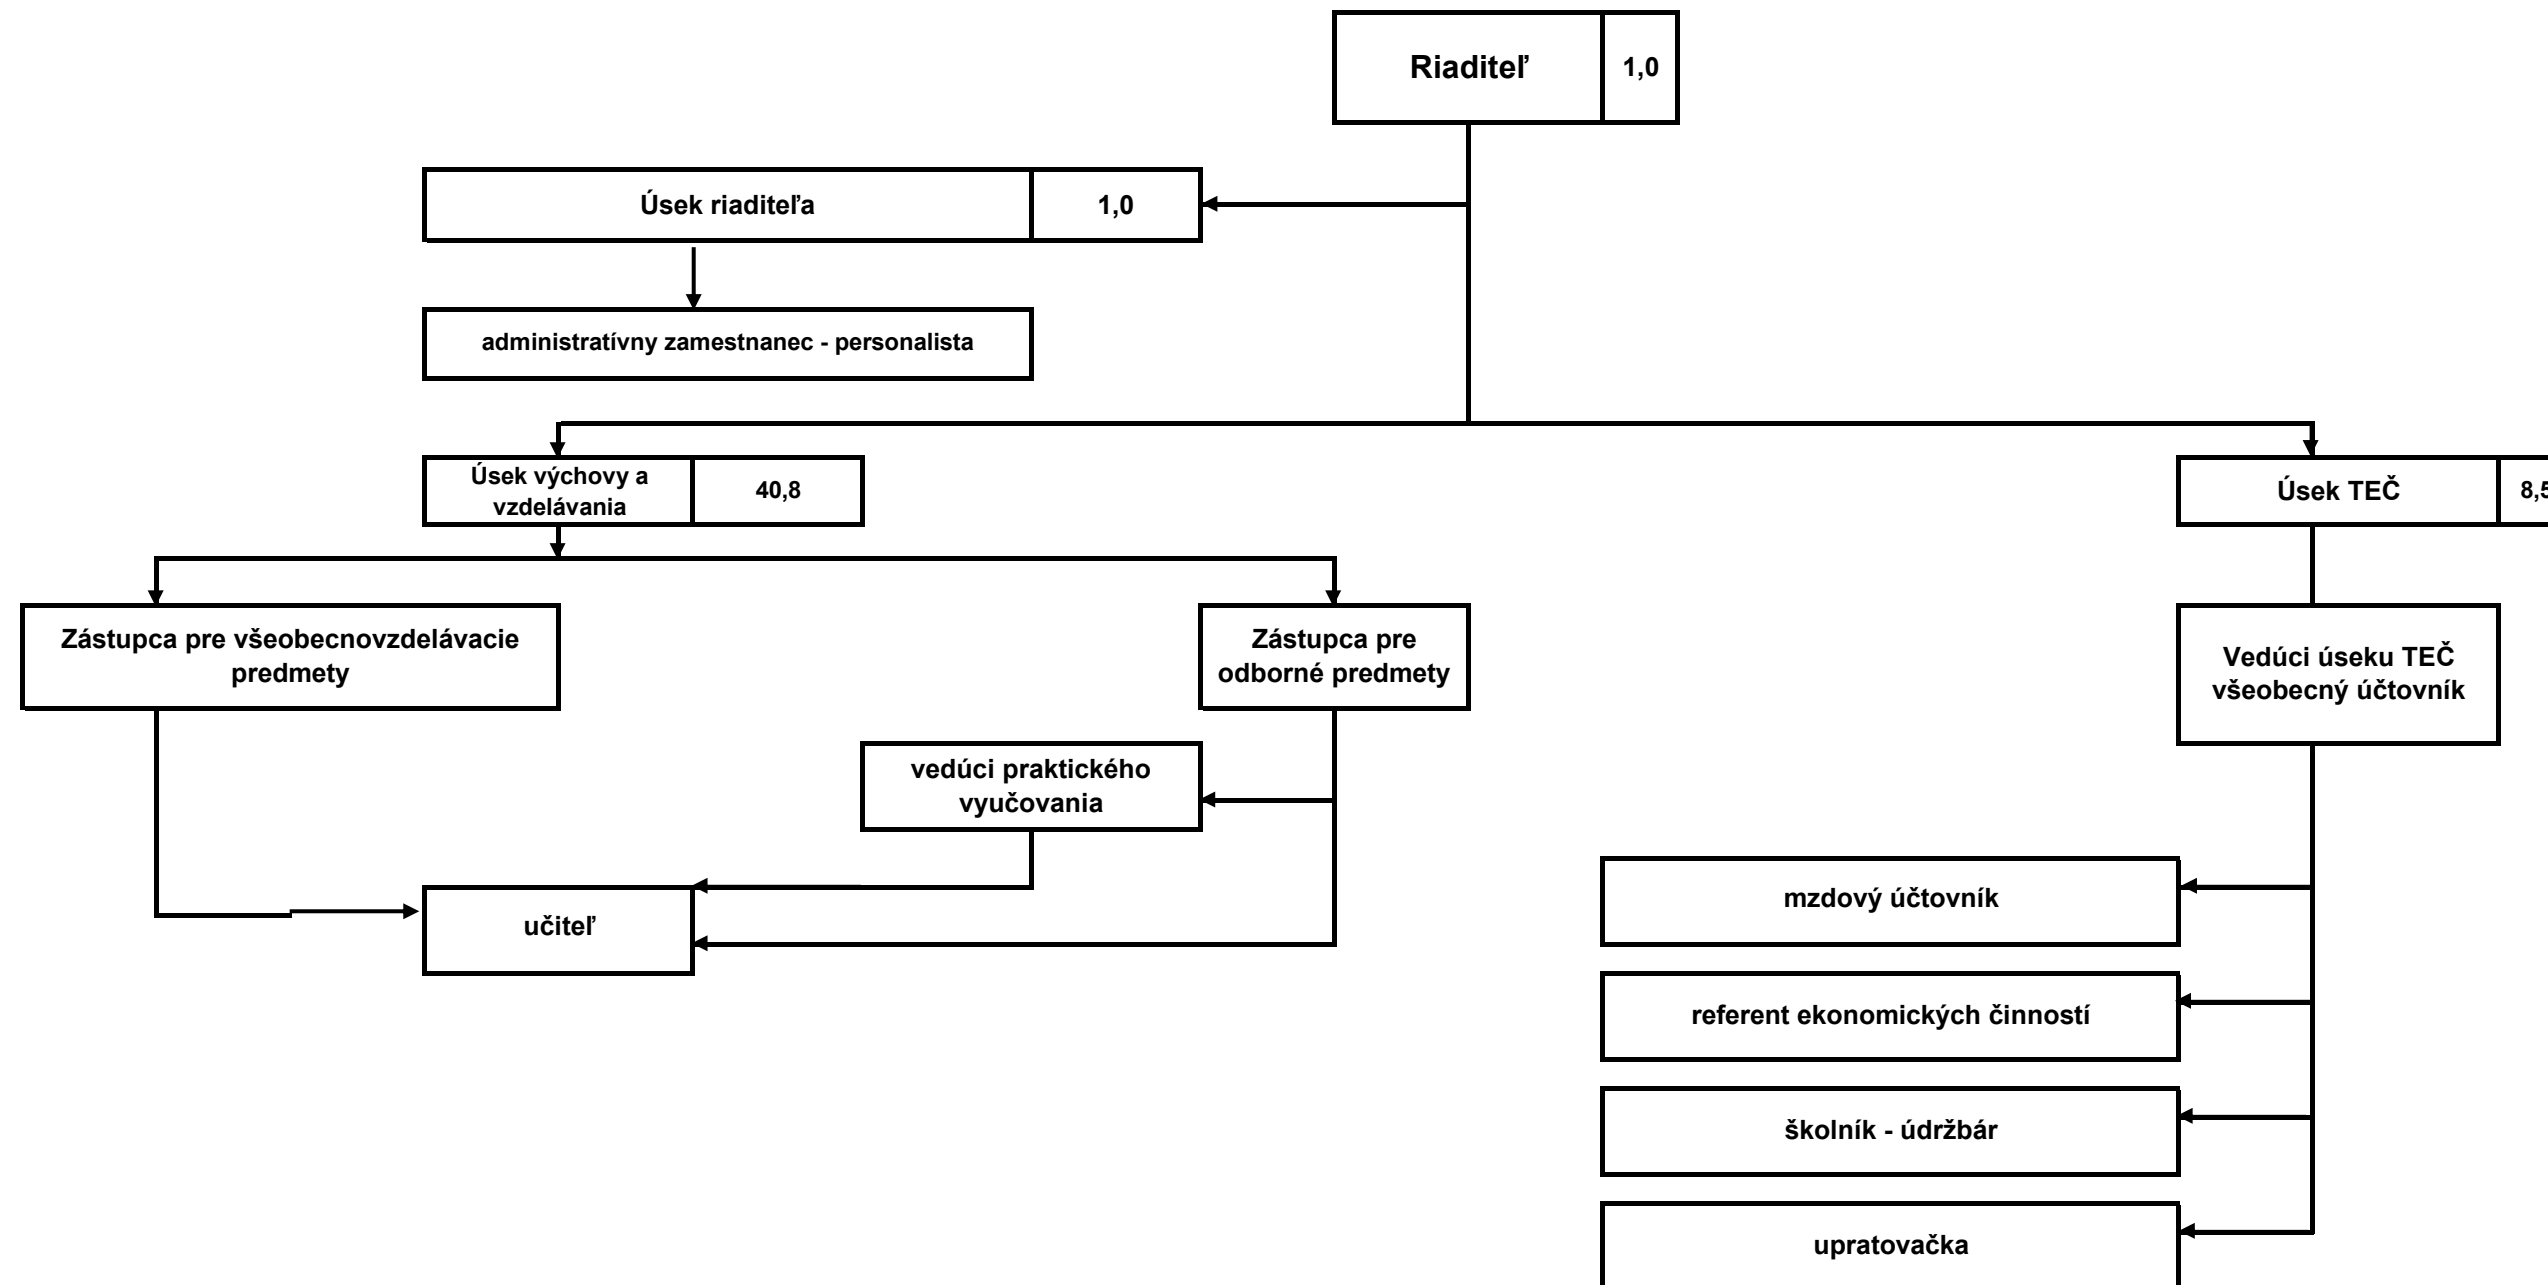 Riaditeľ
1,0
Úsek riaditeľa
1,0
administratívny zamestnanec - personalista
Úsek výchovy a
vzdelávania
40,8
Úsek TEČ
8,5
Zástupca pre všeobecnovzdelávacie
predmety
Zástupca pre
odborné predmety
Vedúci úseku TEČ
všeobecný účtovník
vedúci praktického
vyučovania
učiteľ
mzdový účtovník
referent ekonomických činností
školník - údržbár
upratovačka